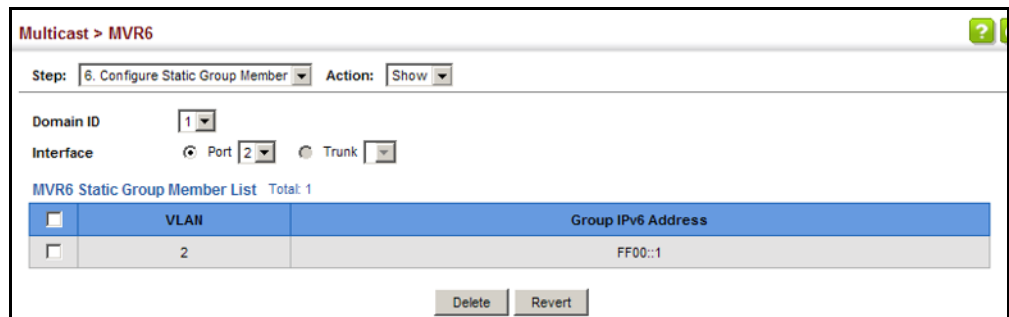 Multicast > MVR6 ?
Step: 6. Configure Static Group Member Action: Show
Domain ID 1
Interface Port 2 Trunk
MVR6 Static Group Member List Total: 1
VLAN Group IPv6 Address
2 FF00::1
Delete Revert